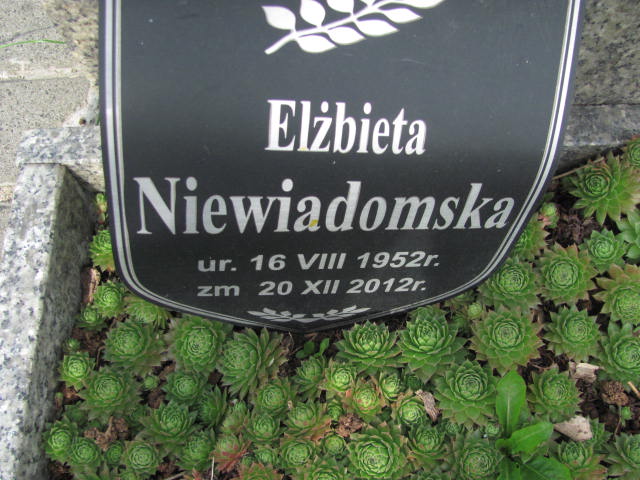 Elżbieta
Niewiadomska
ur. 16 VIII 1952r.
zm 20 XII 2012r.